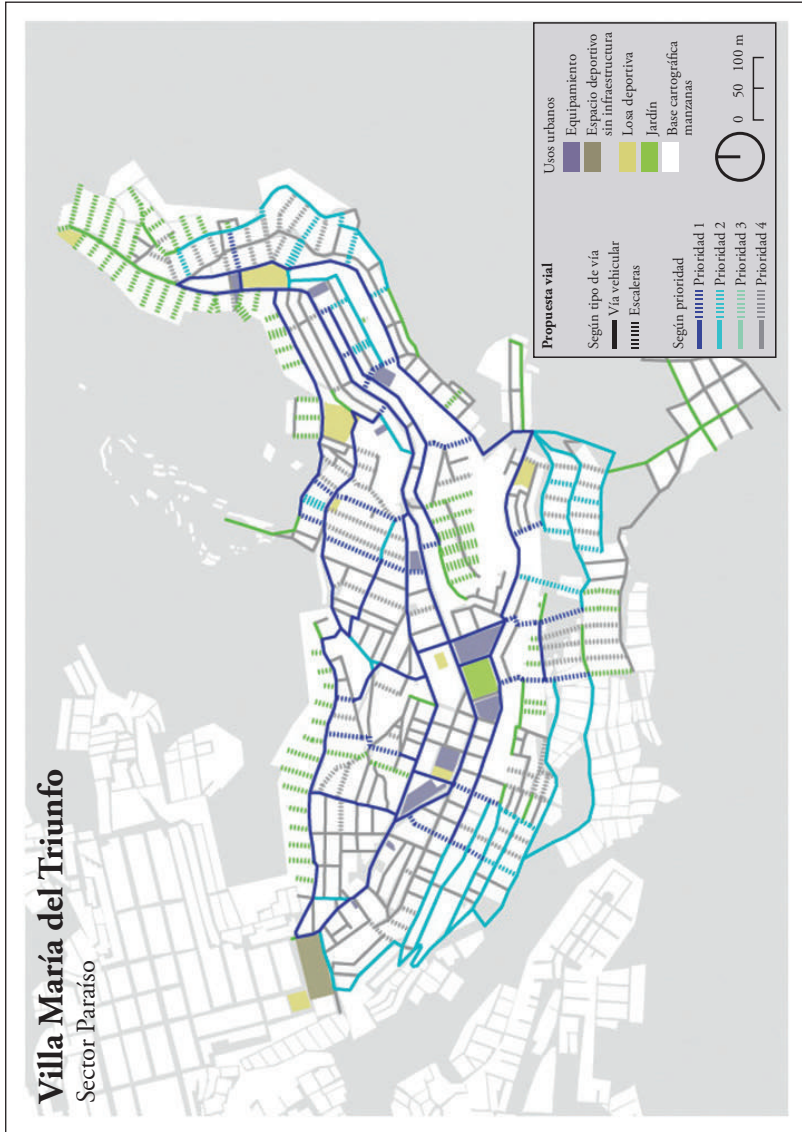 Villa María del Triunfo
Sector Paraíso
Propuesta vial
Según tipo de vía
Vía vehicular
Escaleras
Según prioridad
Prioridad 1
Prioridad 2
Prioridad 3
Prioridad 4
Usos urbanos
Equipamiento
Espacio deportivo
sin infraestructura
Losa deportiva
Jardín
Base cartográfica
manzanas
0 50 100 m